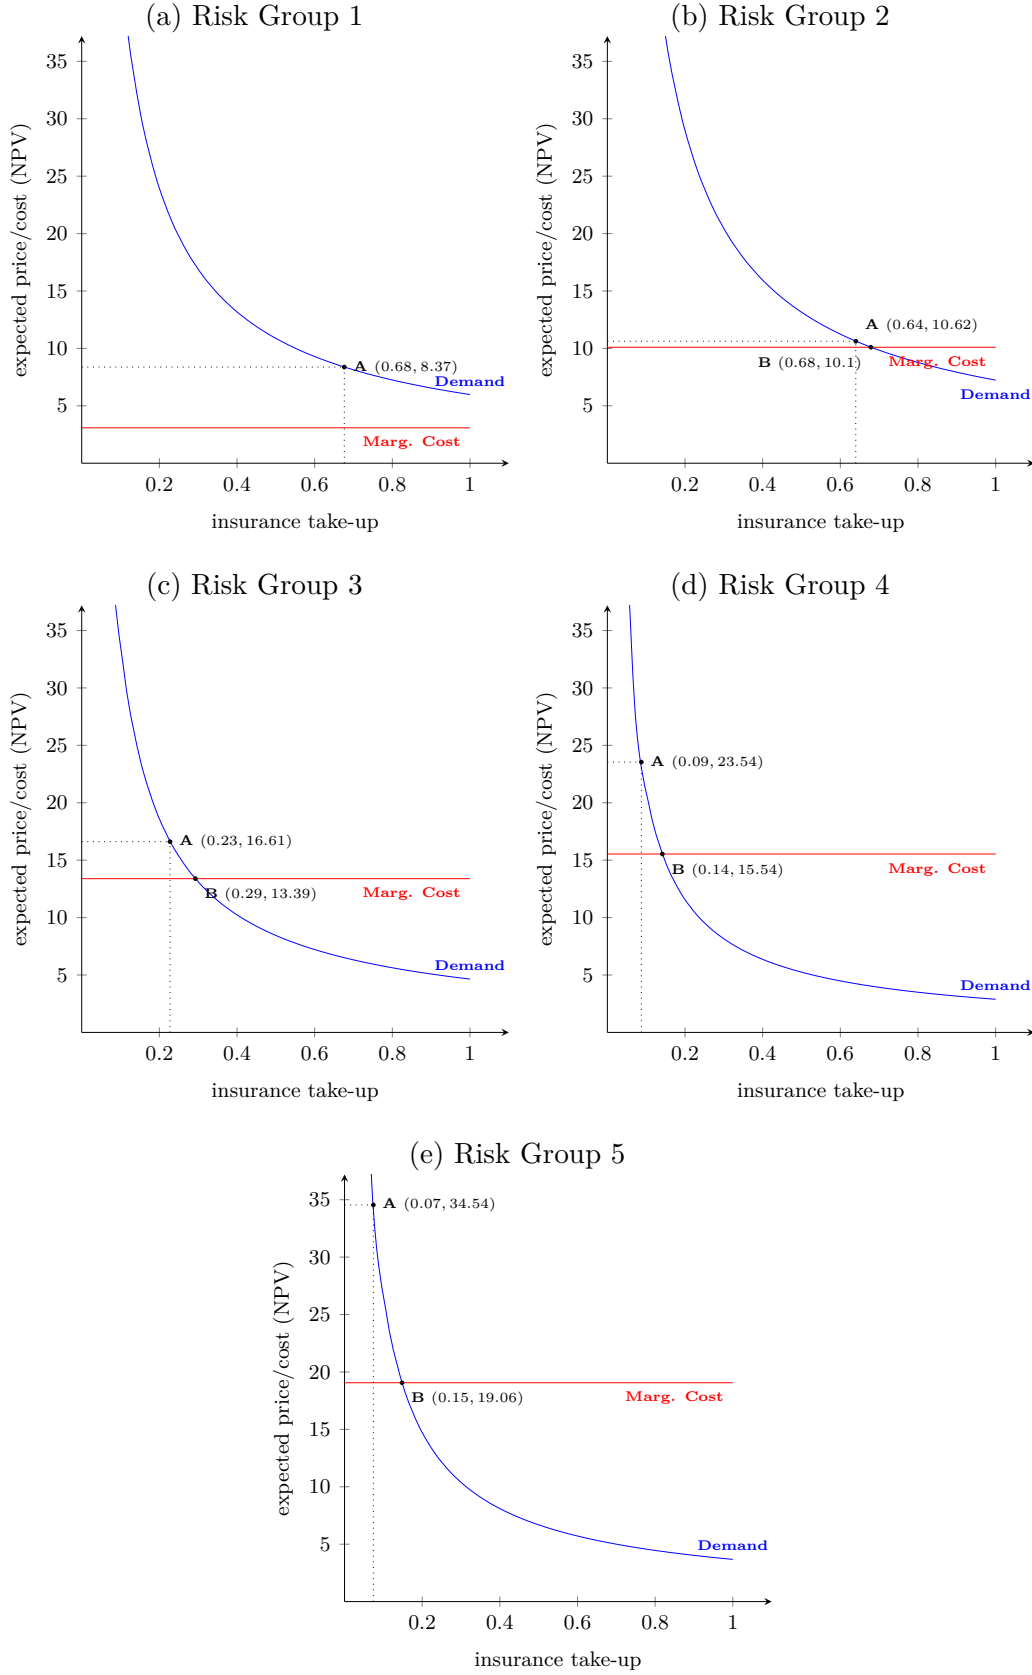 (a) Risk Group 1
35
30
25
20
15
10
5
expected price/cost (NPV)
A (0.68, 8.37)
Demand
Marg. Cost
0.2 0.4 0.6 0.8 1
insurance take-up
(b) Risk Group 2
35
30
25
20
15
10
5
expected price/cost (NPV)
A (0.64, 10.62)
B (0.68, 10.1)
Marg. Cost
Demand
0.2 0.4 0.6 0.8 1
insurance take-up
(c) Risk Group 3
35
30
25
20
15
10
5
expected price/cost (NPV)
A (0.23, 16.61)
B (0.29, 13.39)
Marg. Cost
Demand
0.2 0.4 0.6 0.8 1
insurance take-up
(d) Risk Group 4
35
30
25
20
15
10
5
expected price/cost (NPV)
A (0.09, 23.54)
B (0.14, 15.54)
Marg. Cost
Demand
0.2 0.4 0.6 0.8 1
insurance take-up
(e) Risk Group 5
35
30
25
20
15
10
5
expected price/cost (NPV)
A (0.07, 34.54)
B (0.15, 19.06)
Marg. Cost
Demand
0.2 0.4 0.6 0.8 1
insurance take-up